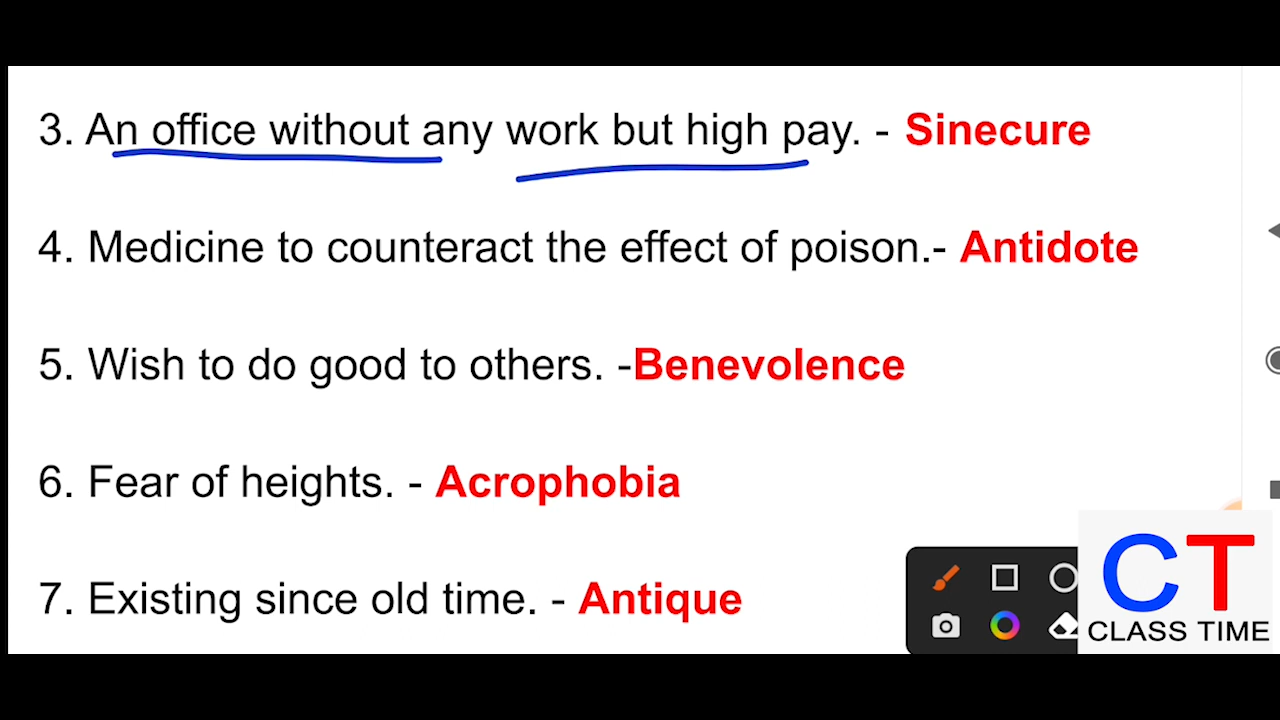 3. An office without any work but high pay. - Sinecure
4. Medicine to counteract the effect of poison.- Antidote
5. Wish to do good to others. -Benevolence
6. Fear of heights. - Acrophobia
7. Existing since old time. - Antique
CT
CLASS TIME